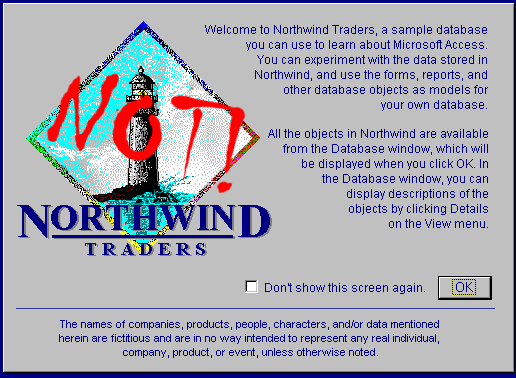 Welcome to Northwind Traders, a sample database
you can use to learn about Microsoft Access.
You can experiment with the data stored in
Northwind, and use the forms, reports, and
other database objects as models for
your own database.
NOT!
All the objects in Northwind are available
from the Database window, which will
be displayed when you click OK. In
the Database window, you can
display descriptions of the
objects by clicking Details
on the View menu.
NORTHWIND
TRADERS
Don't show this screen again.
OK
The names of companies, products, people, characters, and/or data mentioned
herein are fictitious and are in no way intended to represent any real individual,
company, product, or event, unless otherwise noted.